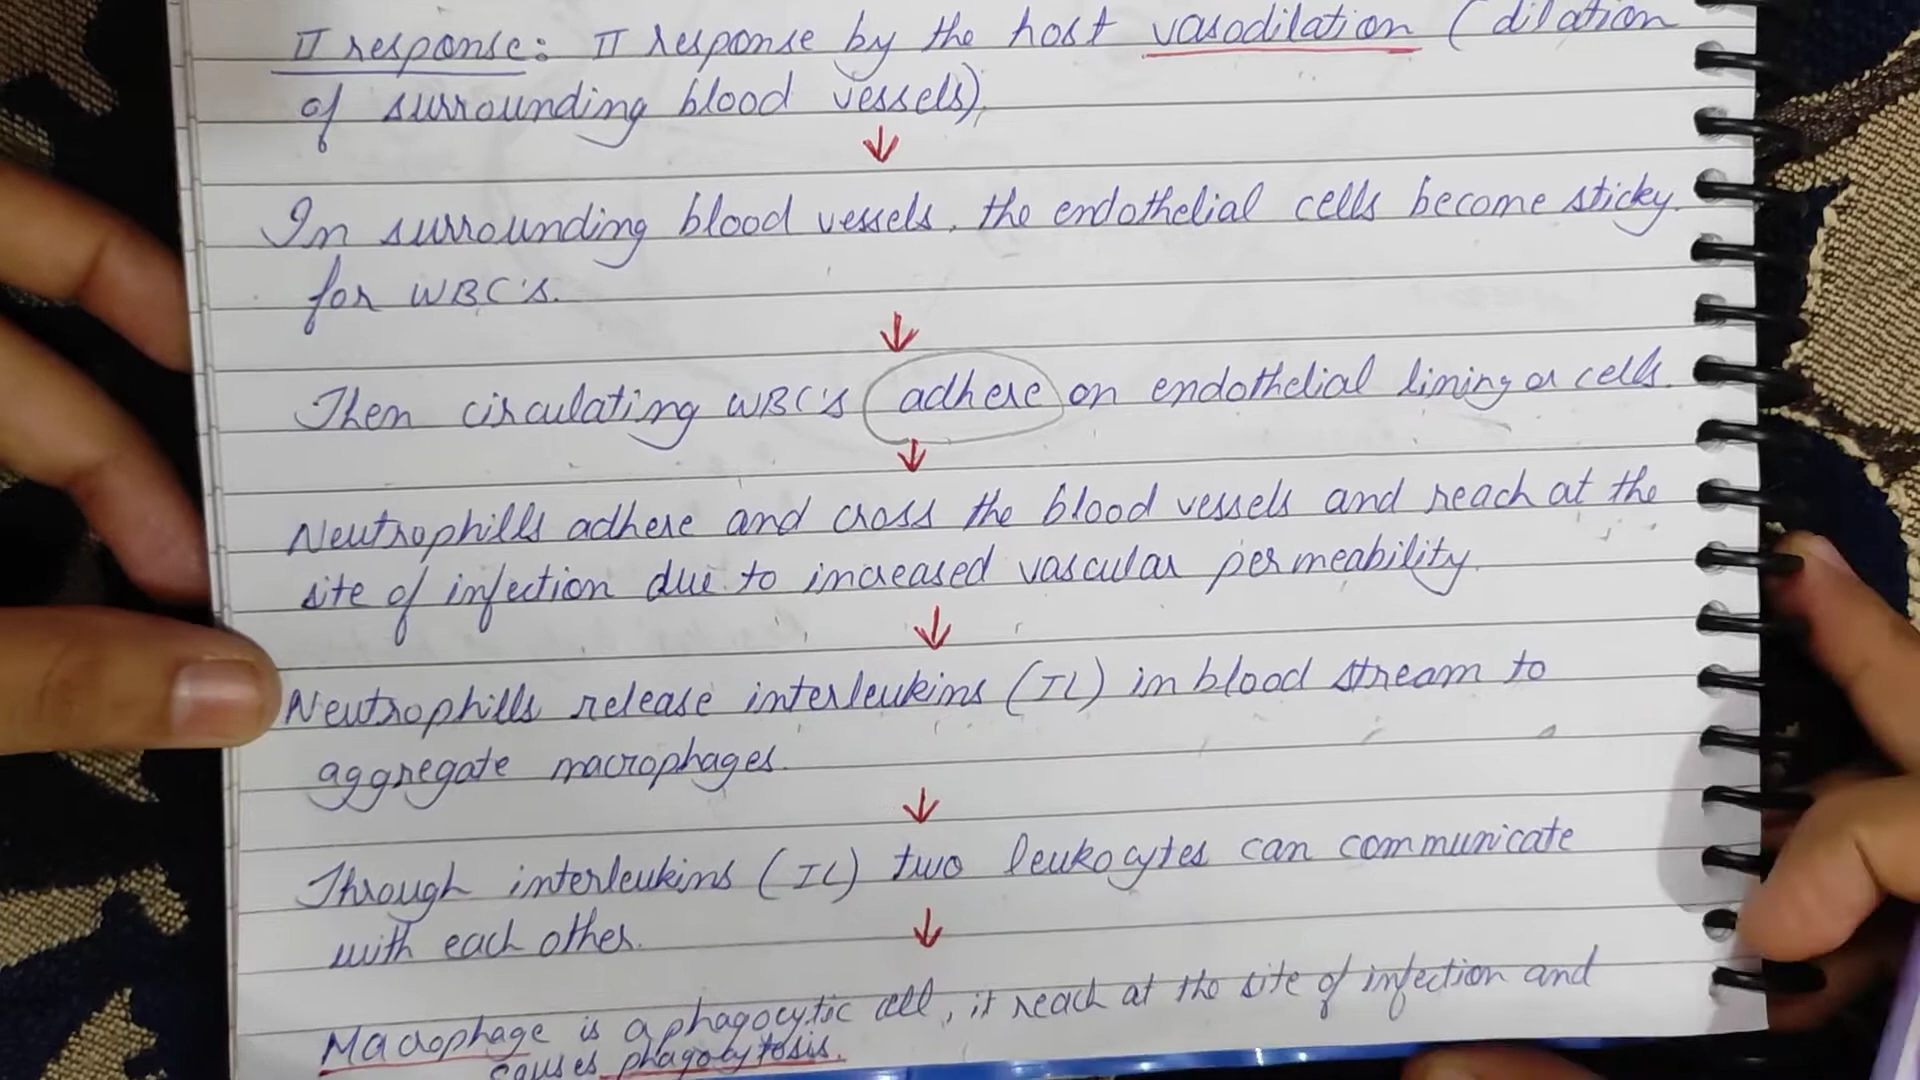 II response: II response by the host vasodilation (dilation
of surrounding blood vessels),
↓
In surrounding blood vessels, the endothelial cells become sticky
for WBC's.
↓
Then circulating WBC's adhere on endothelial lining or cells.
↓
Neutrophills adhere and cross the blood vessels and reach at the
site of infection due to increased vascular permeability.
↓
Neutrophills release interleukins (IL) in blood stream to
aggregate macrophages.
↓
Through interleukins (IL) two leukocytes can communicate
with each other.
↓
Macrophage is a phagocytic cell, it reach at the site of infection and
causes phagocytosis.